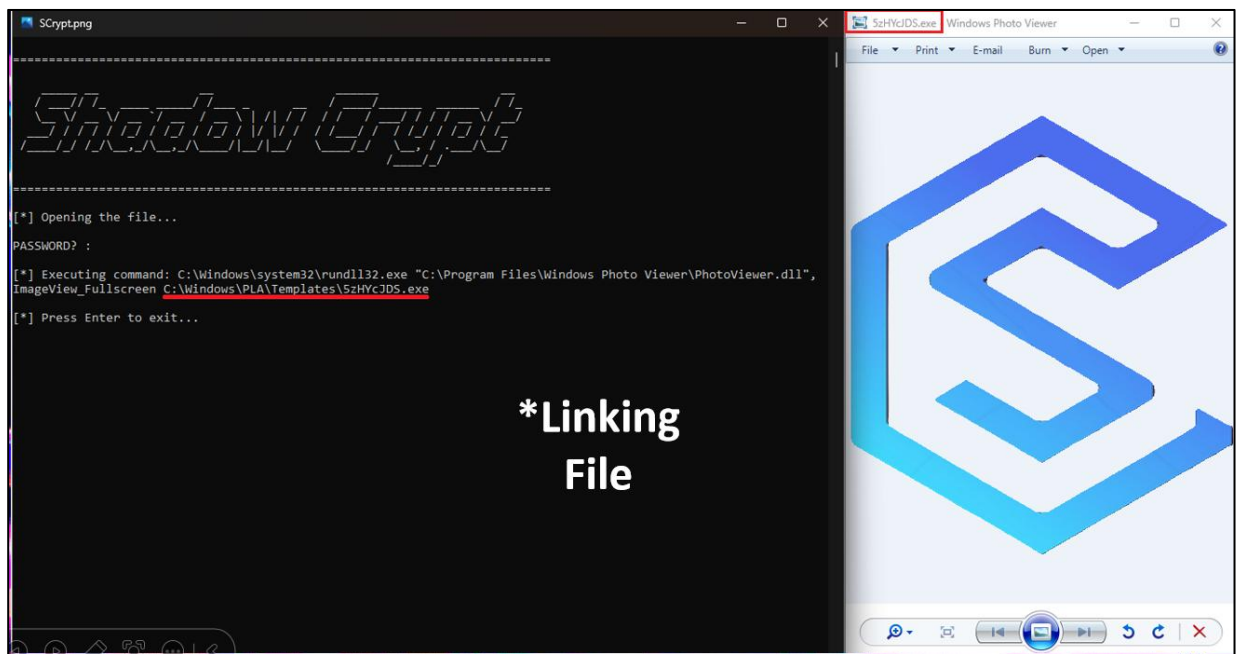 SCrypt.png
==========================================================================
Shadow Crypt
==========================================================================
[*] Opening the file...
PASSWORD? :
[*] Executing command: C:\Windows\system32\rundll32.exe "C:\Program Files\Windows Photo Viewer\PhotoViewer.dll",
ImageView_Fullscreen C:\Windows\PLA\Templates\5zHYcJDS.exe
[*] Press Enter to exit...
*Linking
File
5zHYcJDS.exe Windows Photo Viewer
File Print E-mail Burn Open